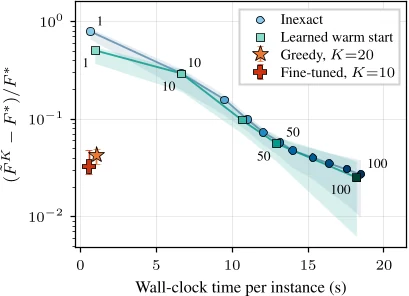 10⁰
10⁻¹
10⁻²
(F̃ᴷ − F*)/F*
Inexact
Learned warm start
Greedy, K=20
Fine-tuned, K=10
1
1
10
10
50
50
100
100
0
5
10
15
20
Wall-clock time per instance (s)